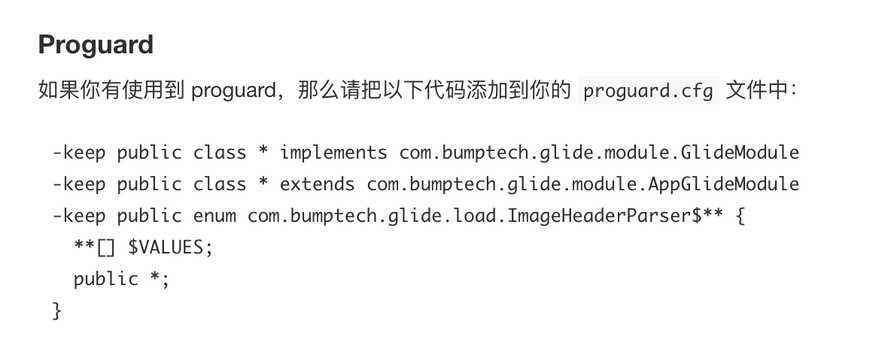 Proguard
如果你有使用到 proguard，那么请把以下代码添加到你的 proguard.cfg 文件中：
-keep public class * implements com.bumptech.glide.module.GlideModule
-keep public class * extends com.bumptech.glide.module.AppGlideModule
-keep public enum com.bumptech.glide.load.ImageHeaderParser$** {
  **[] $VALUES;
  public *;
}